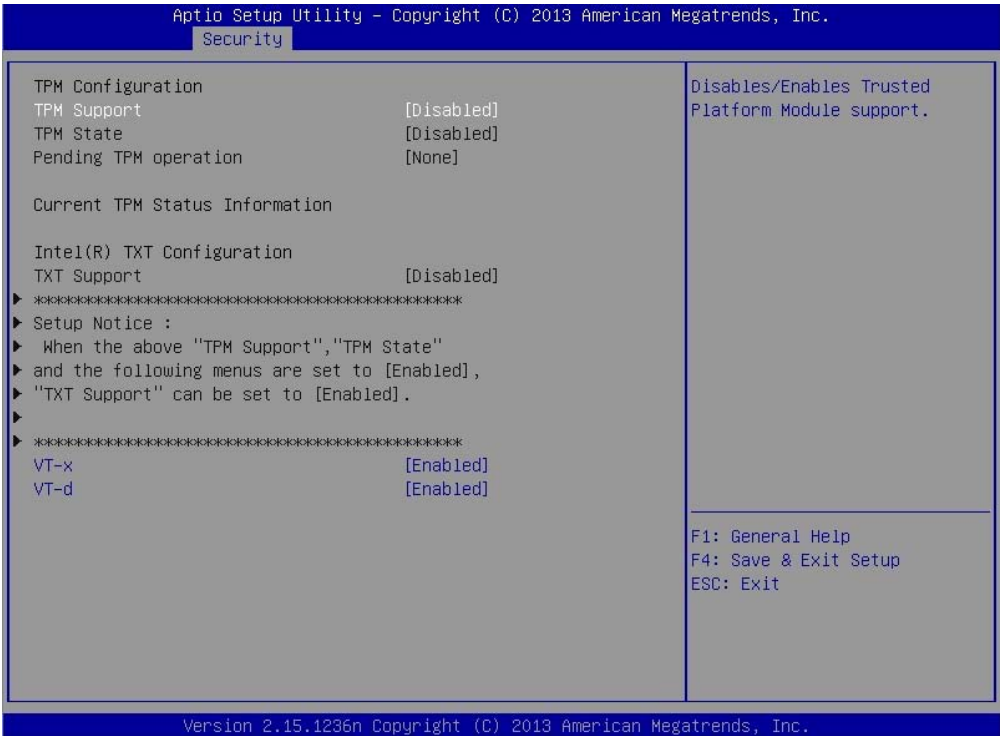 Aptio Setup Utility – Copyright (C) 2013 American Megatrends, Inc.
Security
TPM Configuration
TPM Support [Disabled]
TPM State [Disabled]
Pending TPM operation [None]
Current TPM Status Information
Intel(R) TXT Configuration
TXT Support [Disabled]
**********************************************
Setup Notice :
When the above "TPM Support","TPM State"
and the following menus are set to [Enabled],
"TXT Support" can be set to [Enabled].
**********************************************
VT-x [Enabled]
VT-d [Enabled]
Disables/Enables Trusted
Platform Module support.
F1: General Help
F4: Save & Exit Setup
ESC: Exit
Version 2.15.1236n Copyright (C) 2013 American Megatrends, Inc.